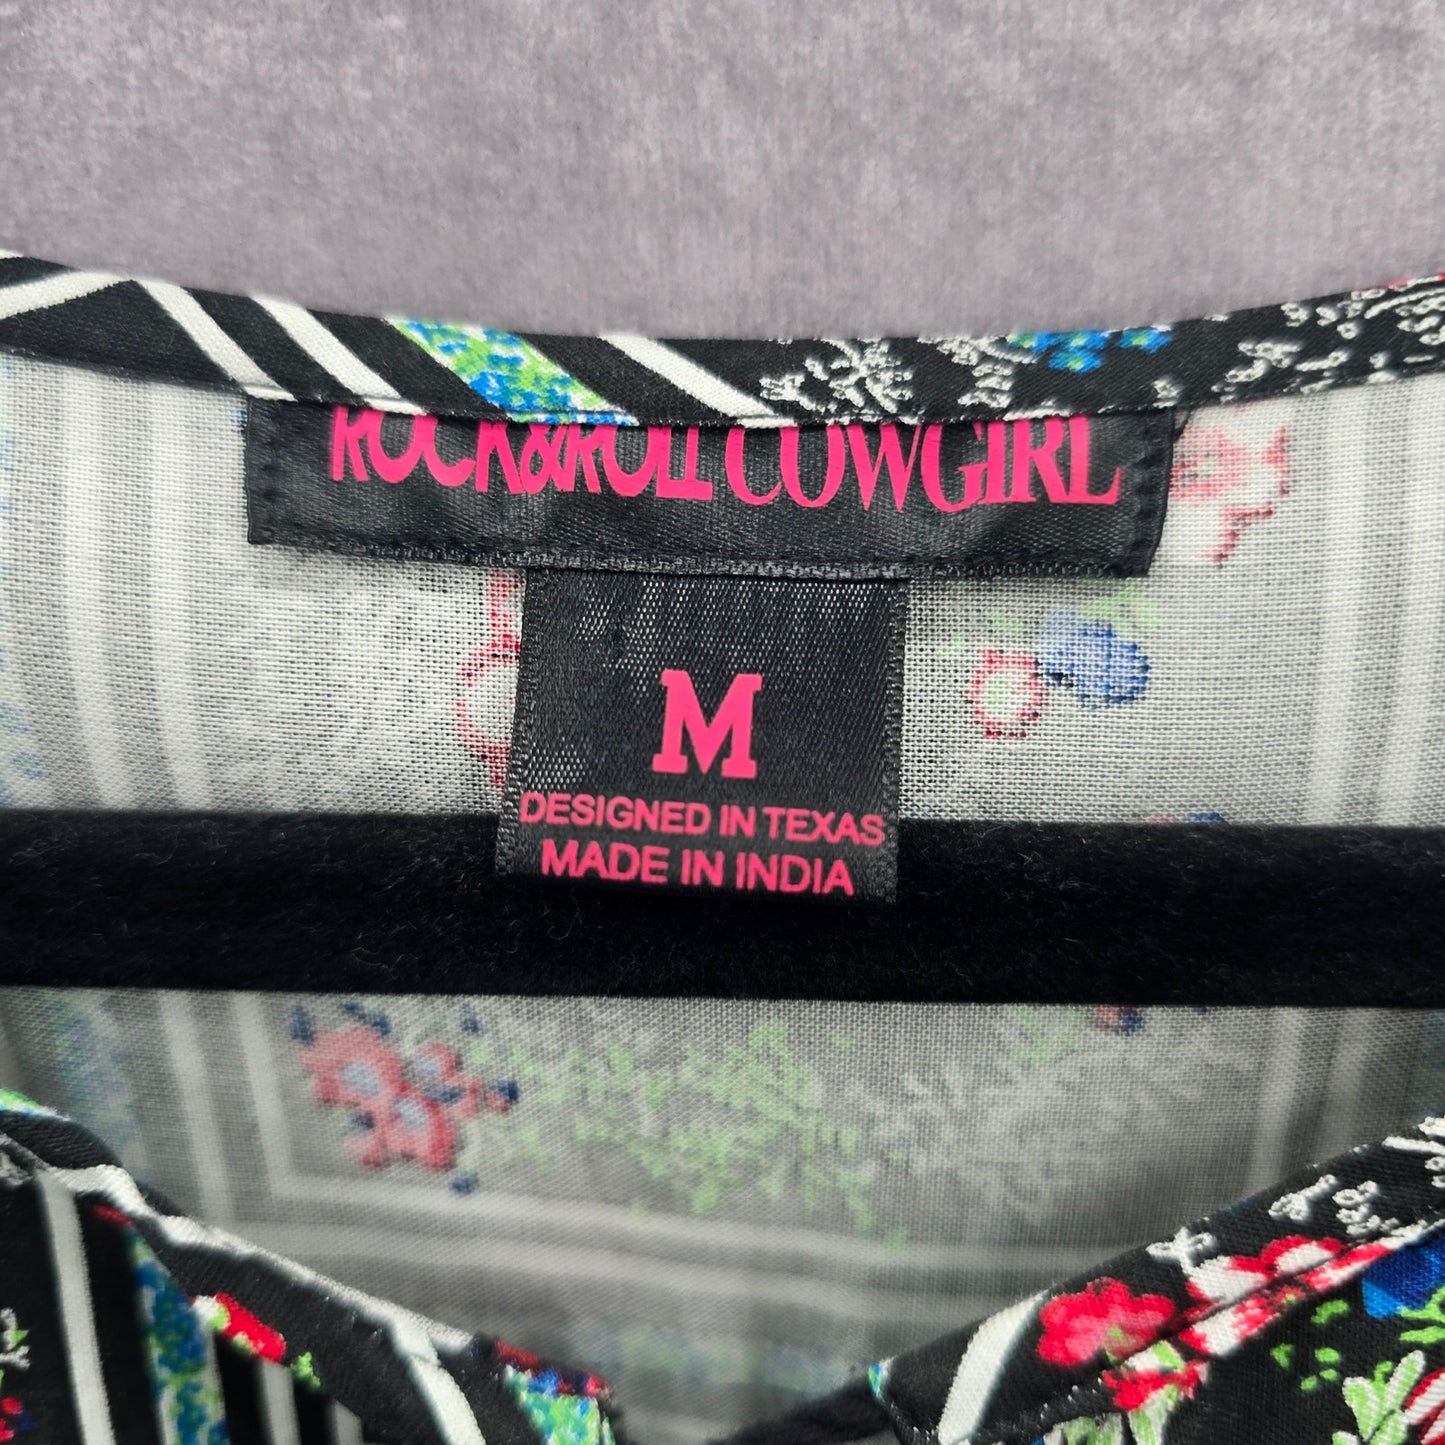 ROCK&ROLL COWGIRL
M
DESIGNED IN TEXAS
MADE IN INDIA